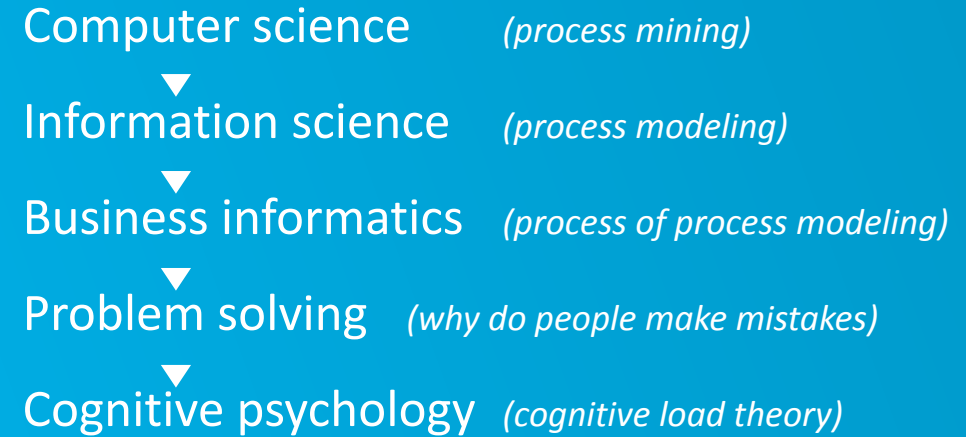 Computer science (process mining)
Information science (process modeling)
Business informatics (process of process modeling)
Problem solving (why do people make mistakes)
Cognitive psychology (cognitive load theory)